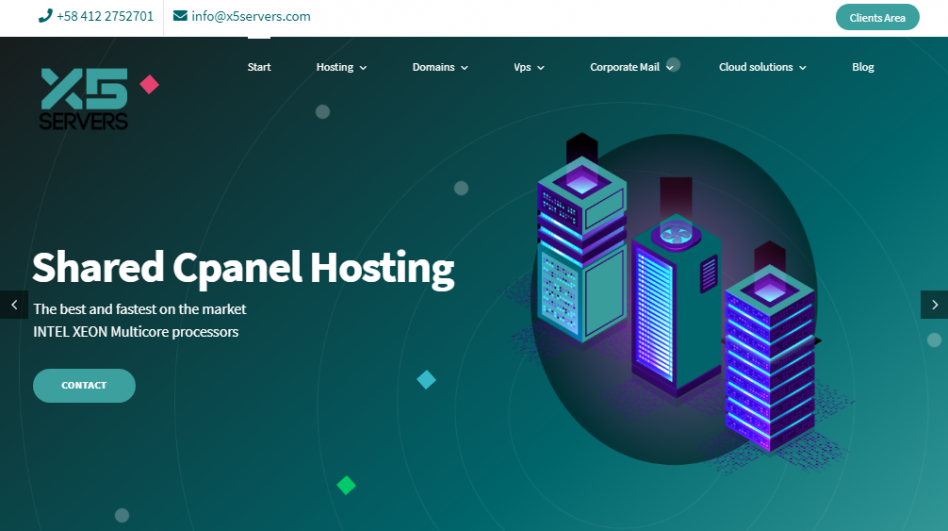 +58 412 2752701
info@x5servers.com
Clients Area
X5
SERVERS
Start
Hosting
Domains
Vps
Corporate Mail
Cloud solutions
Blog
Shared Cpanel Hosting
The best and fastest on the market
INTEL XEON Multicore processors
CONTACT